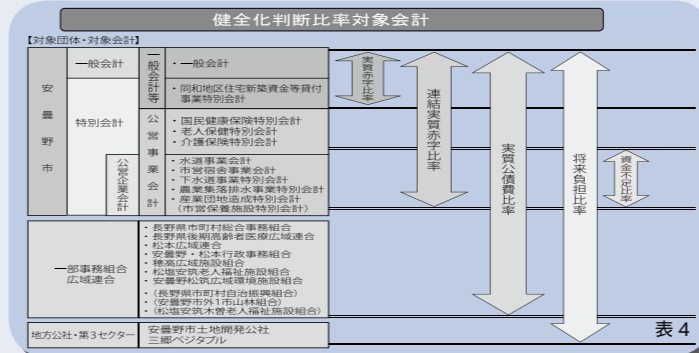 健全化判断比率対象会計
【対象団体・対象会計】
安曇野市
一般会計
特別会計
公営企業会計
一般会計等
公営事業会計
・一般会計
・同和地区住宅新築資金等貸付
事業特別会計
・国民健康保険特別会計
・老人保健特別会計
・介護保険特別会計
・水道事業会計
・市営宿舎事業会計
・下水道事業特別会計
・農業集落排水事業特別会計
・産業団地造成特別会計
(市営保養施設特別会計)
一部事務組合
広域連合
・長野県市町村総合事務組合
・長野県後期高齢者医療広域連合
・松本広域連合
・安曇野・松本行政事務組合
・穂高広域施設組合
・松塩安筑老人福祉施設組合
・安曇野松筑広域環境施設組合
・(長野県市町村自治振興組合)
・(安曇野市外1市山林組合)
・(松塩安筑木曽老人福祉施設組合)
地方公社・第3セクター
安曇野市土地開発公社
三郷ベジタブル
実質赤字比率
連結実質赤字比率
実質公債費比率
将来負担比率
資金不足比率
表4